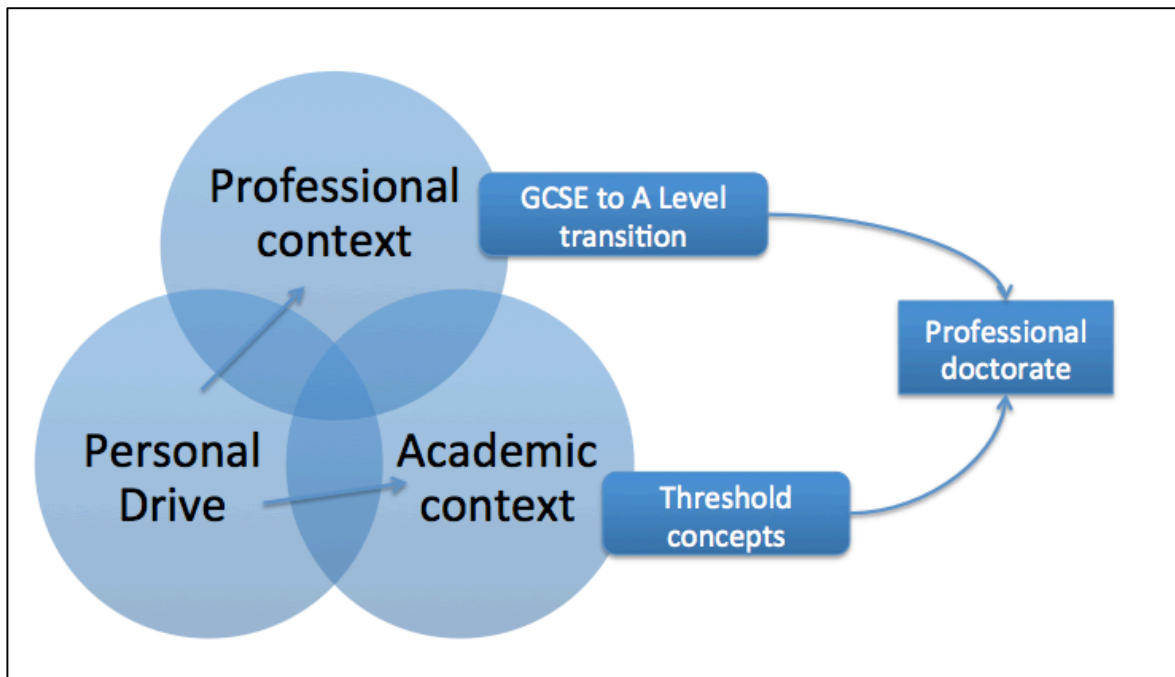 Professional
context
GCSE to A Level
transition
Professional
doctorate
Personal
Drive
Academic
context
Threshold
concepts